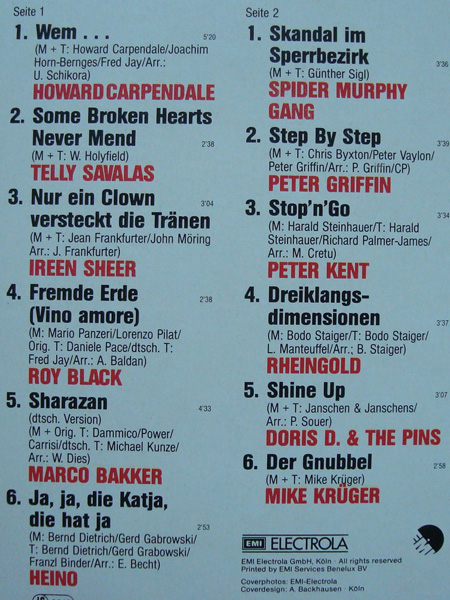 Seite 1
1. Wem . . . 5'20
(M + T: Howard Carpendale/Joachim
Horn-Bernges/Fred Jay/Arr.:
U. Schikora)
HOWARD CARPENDALE
2. Some Broken Hearts
Never Mend 2'38
(M + T: W. Holyfield)
TELLY SAVALAS
3. Nur ein Clown 3'04
versteckt die Tränen
(M + T: Jean Frankfurter/John Möring
Arr.: J. Frankfurter)
IREEN SHEER
4. Fremde Erde 2'38
(Vino amore)
(M: Mario Panzeri/Lorenzo Pilat/
Orig. T: Daniele Pace/dtsch. T:
Fred Jay/Arr.: A. Baldan)
ROY BLACK
5. Sharazan 4'33
(dtsch. Version)
(M + Orig. T: Dammico/Power/
Carrisi/dtsch. T: Michael Kunze/
Arr.: W. Dies)
MARCO BAKKER
6. Ja, ja, die Katja,
die hat ja 2'53
(M: Bernd Dietrich/Gerd Gabrowski/
T: Bernd Dietrich/Gerd Grabowski/
Franzl Binder/Arr.: E. Becht)
HEINO
Seite 2
1. Skandal im
Sperrbezirk 3'36
(M + T: Günther Sigl)
SPIDER MURPHY
GANG
2. Step By Step 3'39
(M + T: Chris Byxton/Peter Vaylon/
Peter Griffin/Arr.: P. Griffin/CP)
PETER GRIFFIN
3. Stop'n'Go 3'34
(M: Harald Steinhauer/T: Harald
Steinhauer/Richard Palmer-James/
Arr.: M. Cretu)
PETER KENT
4. Dreiklangs-
dimensionen 3'37
(M: Bodo Staiger/T: Bodo Staiger/
L. Manteuffel/Arr.: B. Staiger)
RHEINGOLD
5. Shine Up 3'07
(M + T: Janschen & Janschens/
Arr.: P. Souer)
DORIS D. & THE PINS
6. Der Gnubbel 2'58
(M + T: Mike Krüger)
MIKE KRÜGER
EMI ELECTROLA
EMI Electrola GmbH, Köln · All rights reserved
Printed by EMI Services Benelux BV
Coverphotos: EMI-Electrola
Coverdesign: A. Backhausen · Köln